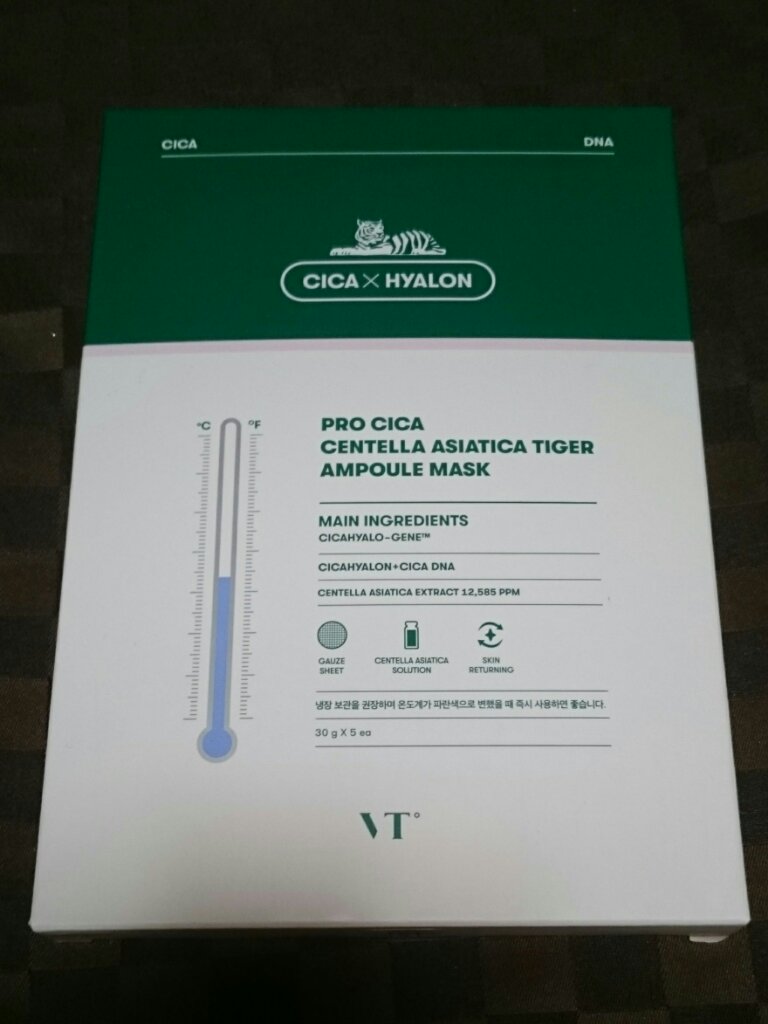 CICA DNA
CICA X HYALON
°C °F
PRO CICA
CENTELLA ASIATICA TIGER
AMPOULE MASK
MAIN INGREDIENTS
CICAHYALO-GENE™
CICAHYALON+CICA DNA
CENTELLA ASIATICA EXTRACT 12,585 PPM
GAUZE
SHEET
CENTELLA ASIATICA
SOLUTION
SKIN
RETURNING
냉장 보관을 권장하며 온도계가 파란색으로 변했을 때 즉시 사용하면 좋습니다.
30 g X 5 ea
VT°